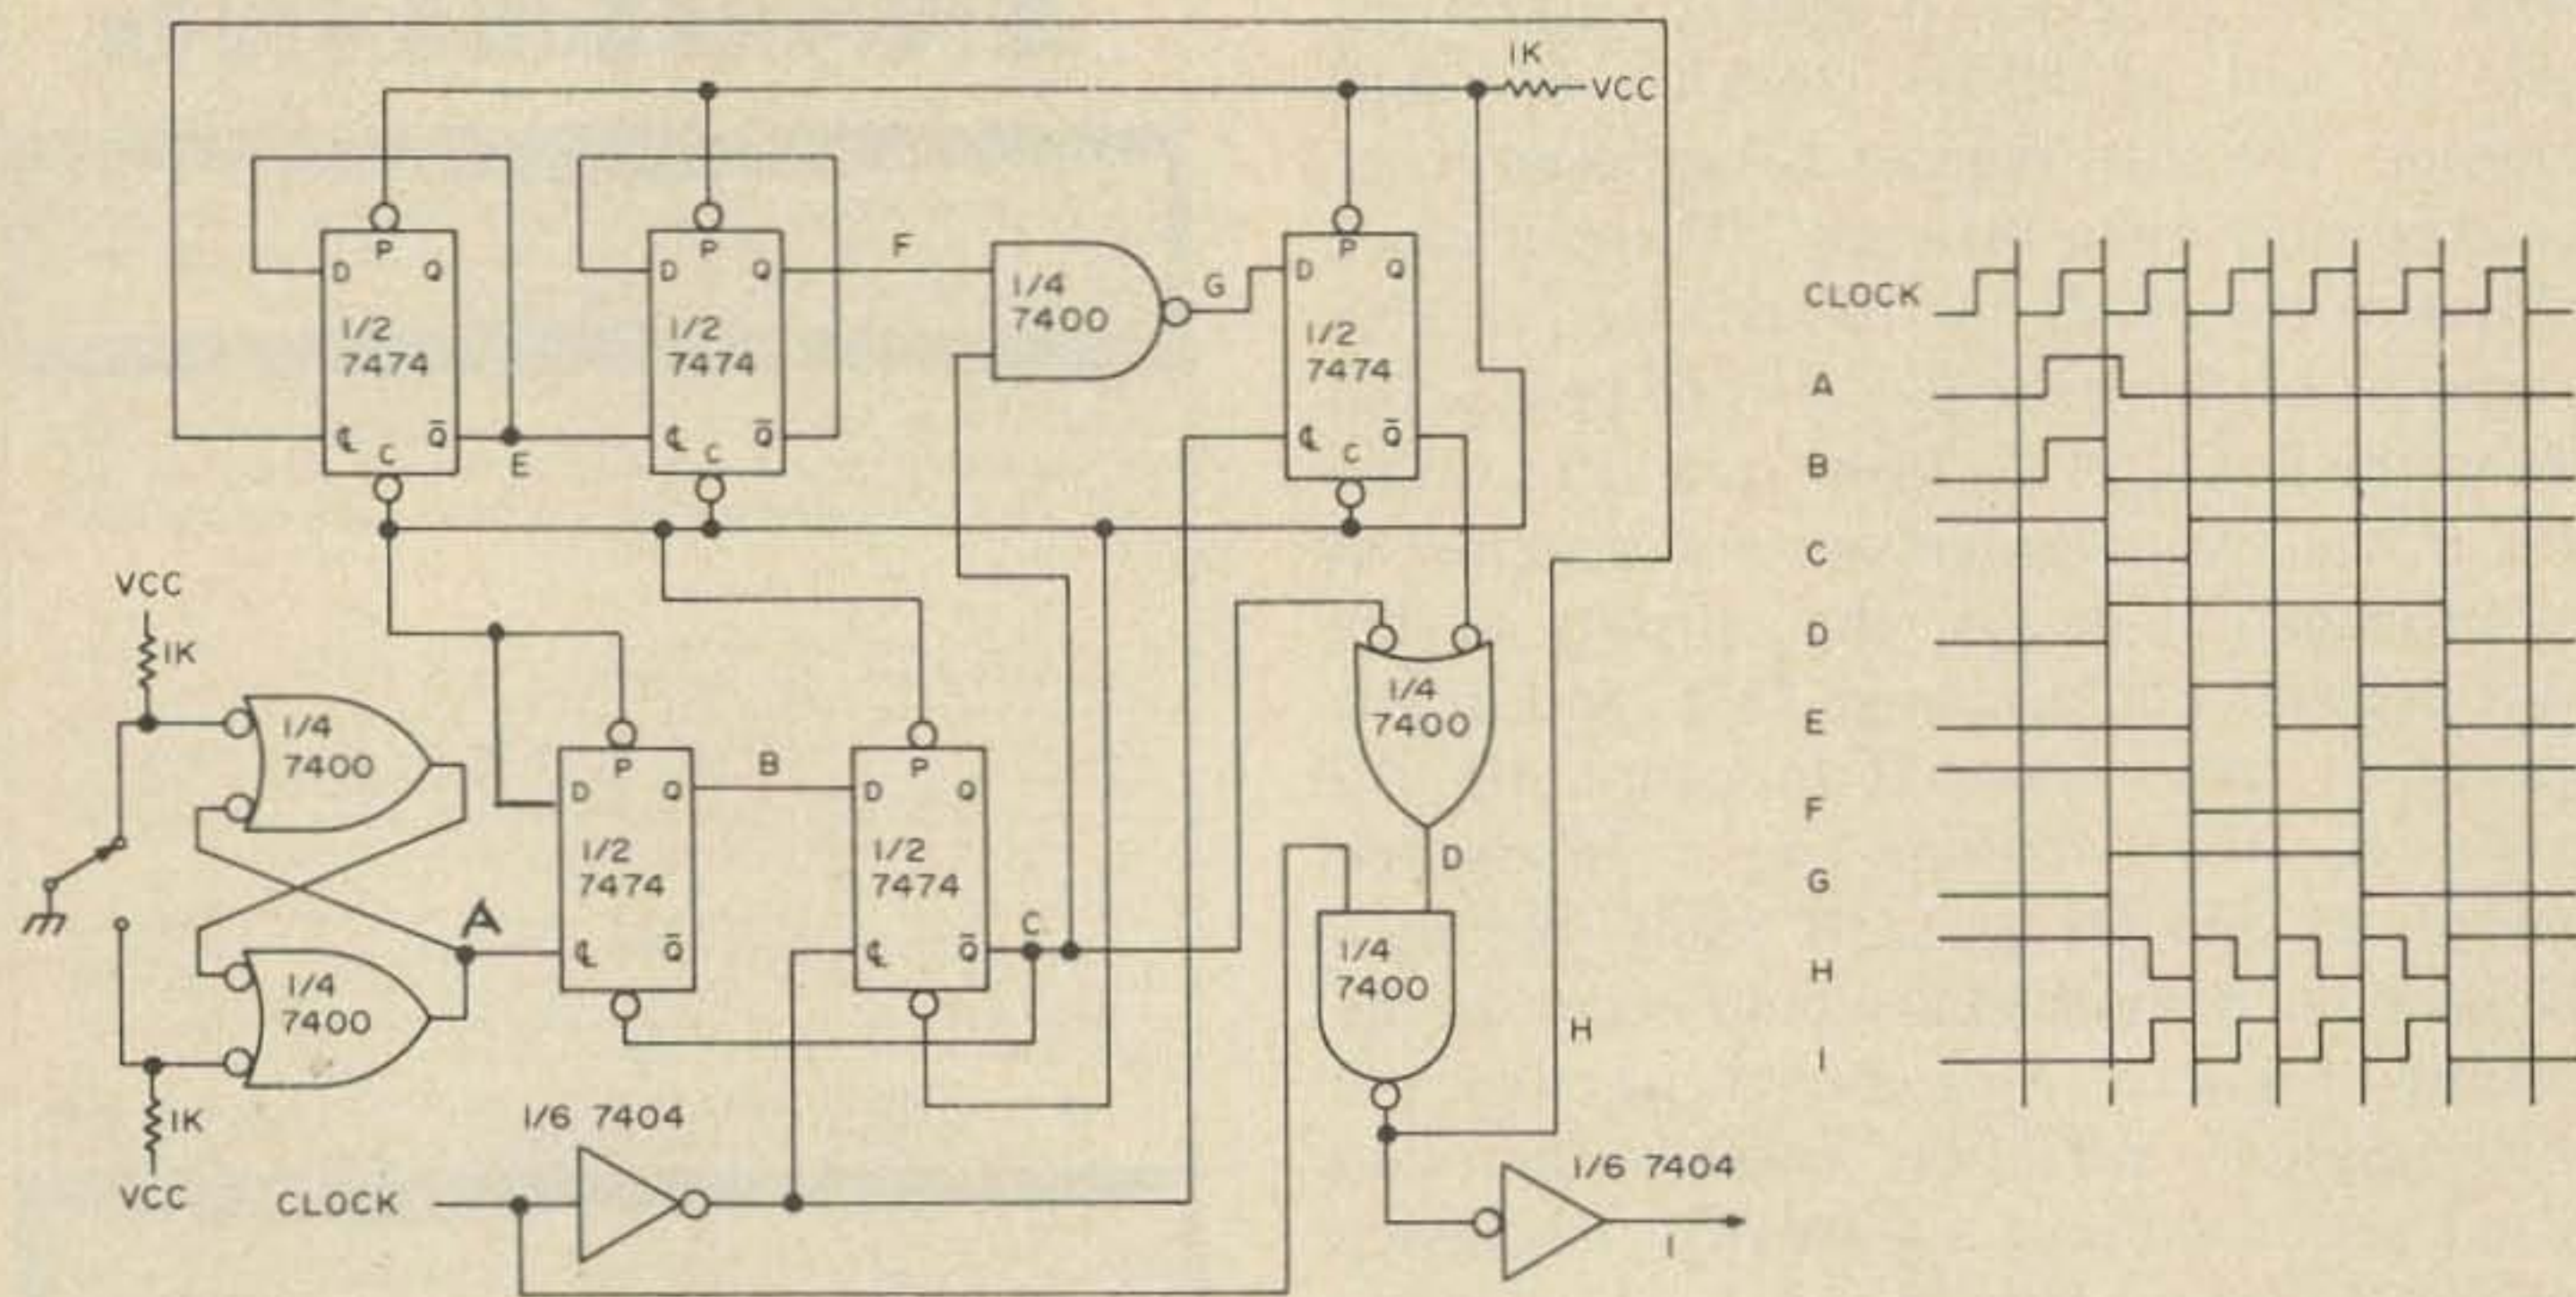 1K
VCC
P
D Q
1/2
7474
℄ Q̅
C
E
P
D Q
1/2
7474
℄ Q̅
C
F
1/4
7400
G
P
D Q
1/2
7474
℄ Q̅
C
VCC
1K
1/4
7400
1/4
7400
1K
VCC
A
P
D Q
1/2
7474
℄ Q̅
B
P
D Q
1/2
7474
℄ Q̅
C
1/4
7400
D
1/4
7400
H
CLOCK
1/6 7404
1/6 7404
I
CLOCK
A
B
C
D
E
F
G
H
I